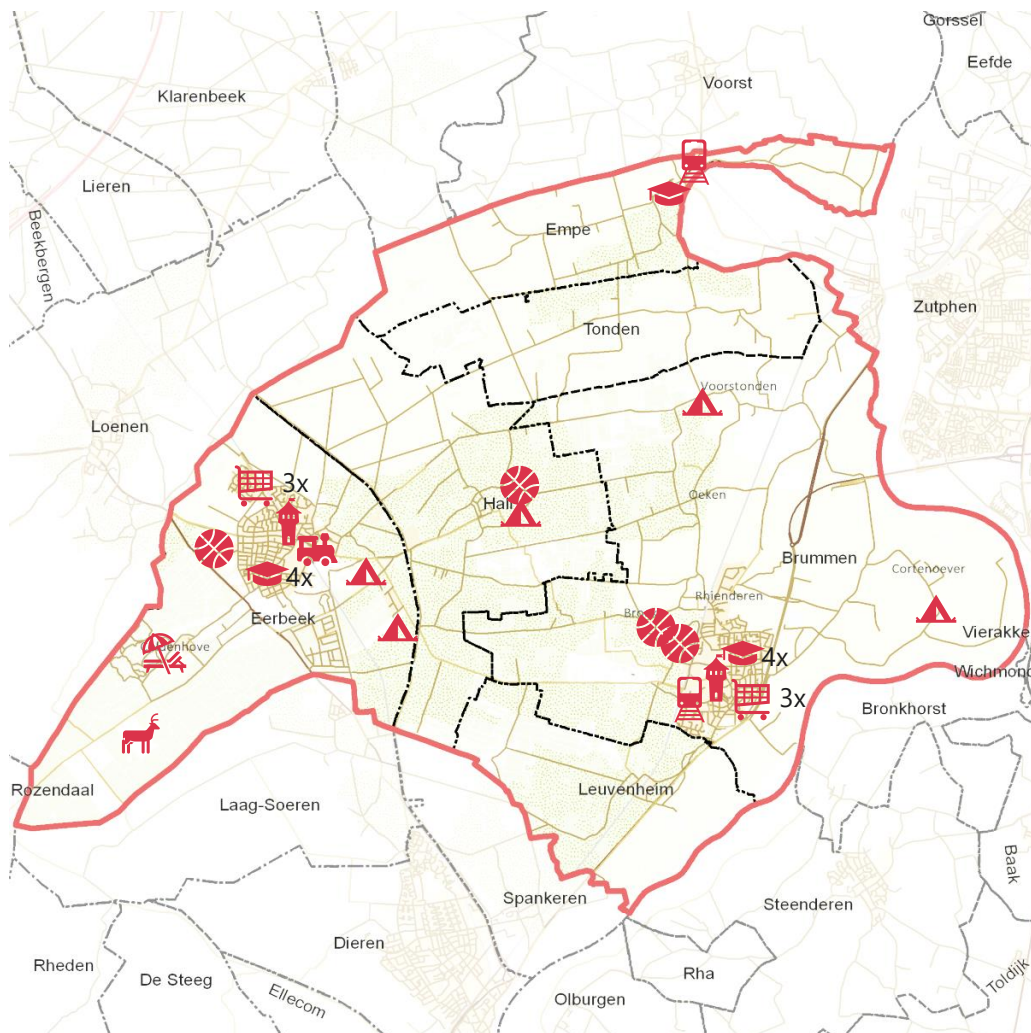 Gorssel
Eefde
Voorst
Klarenbeek
Lieren
Beekbergen
Empe
Zutphen
Tonden
Voorstonden
Loenen
3x
Hall
Oeken
Brummen
Cortenoever
4x
Rhienderen
Eerbeek
Vierakke
4x
Wichmond
3x
Bronkhorst
Rozendaal
Leuvenheim
Laag-Soeren
Baak
Spankeren
Steenderen
Dieren
Rheden
De Steeg
Rha
Toldijk
Ellecom
Olburgen